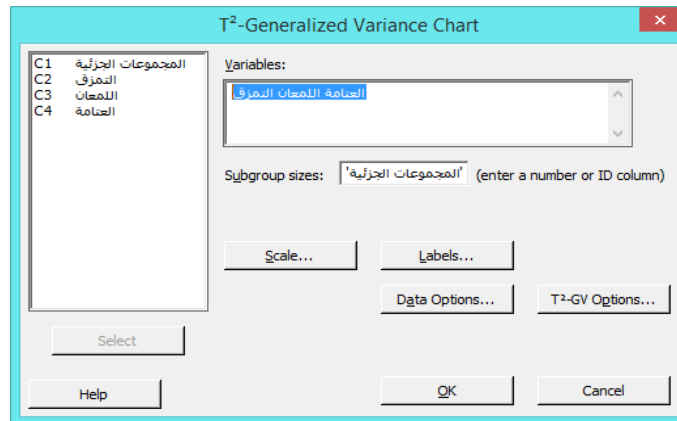 T²-Generalized Variance Chart
C1 المجموعات الجزئية
C2 التمزق
C3 اللمعان
C4 العتامة
Variables:
العتامة اللمعان التمزق
Subgroup sizes: 'المجموعات الجزئية' (enter a number or ID column)
Scale... Labels...
Data Options... T²-GV Options...
Select
Help OK Cancel